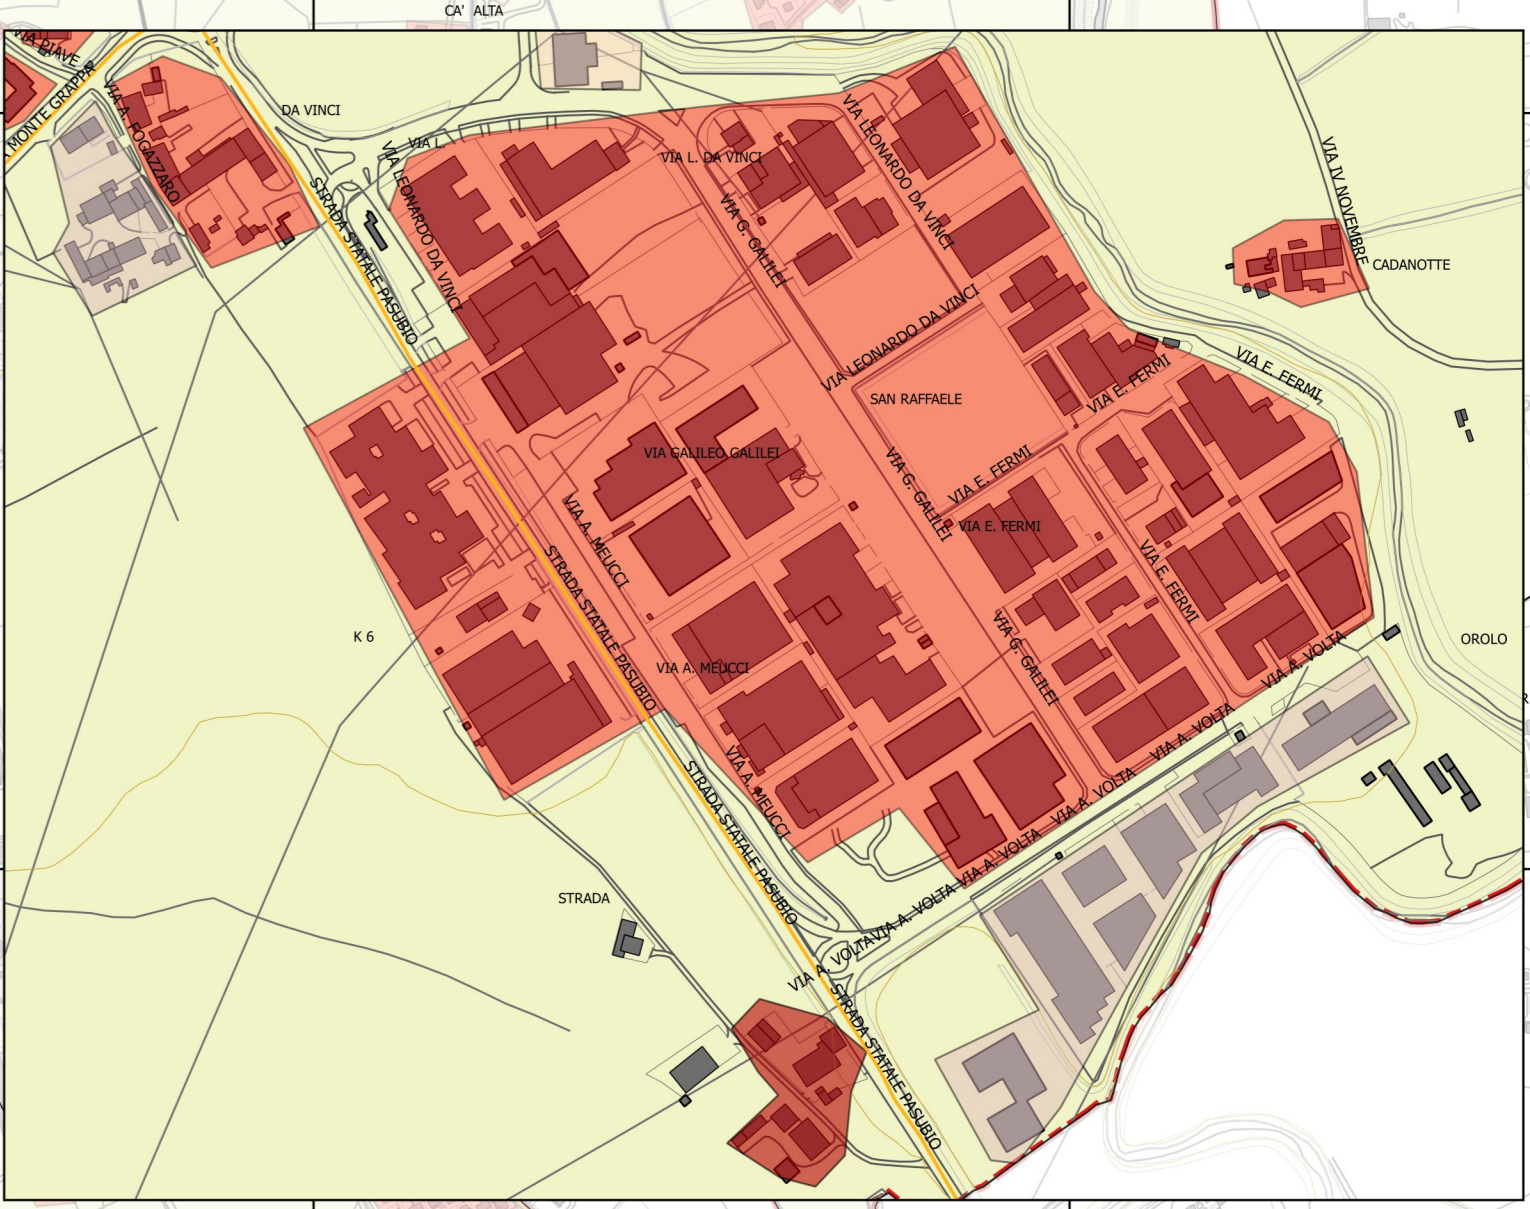 CA' ALTA
VIA PIAVE
MONTE GRAPPA
VIA A. FOGAZZARO
DA VINCI
VIA L.
VIA LEONARDO DA VINCI
STRADA STATALE PASUBIO
VIA L. DA VINCI
VIA LEONARDO DA VINCI
VIA G. GALILEI
VIA IV NOVEMBRE
CADANOTTE
VIA LEONARDO DA VINCI
SAN RAFFAELE
VIA E. FERMI
VIA E. FERMI
VIA GALILEO GALILEI
VIA G. GALILEI
VIA E. FERMI
VIA E. FERMI
VIA A. MEUCCI
STRADA STATALE PASUBIO
VIA E. FERMI
K 6
VIA A. MEUCCI
VIA G. GALILEI
OROLO
VIA A. VOLTA
VIA A. VOLTA
VIA A. MEUCCI
STRADA STATALE PASUBIO
VIA A. VOLTA
VIA A. VOLTA
VIA A. VOLTA
VIA A. VOLTA
STRADA
STRADA STATALE PASUBIO